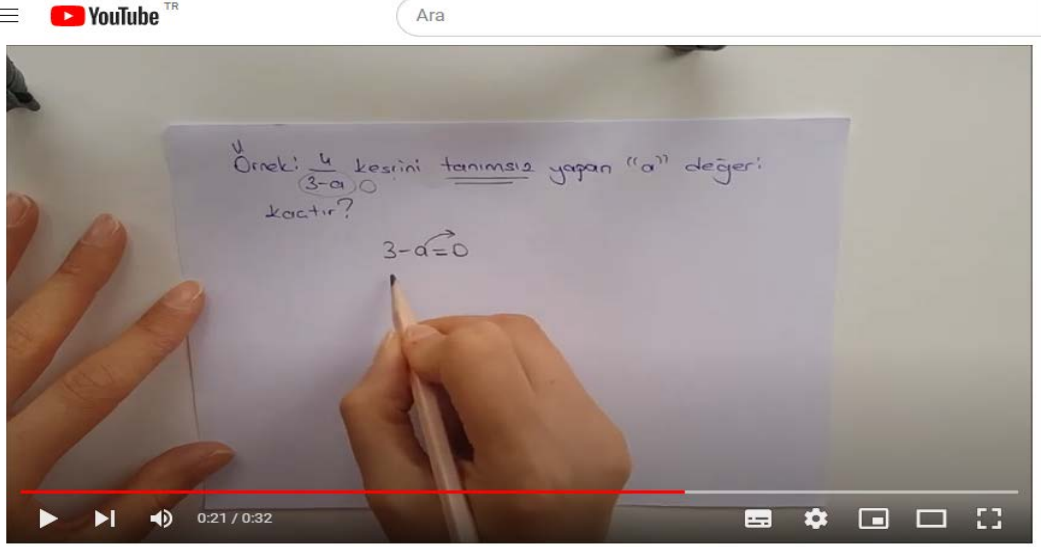 YouTube TR
Ara
Örnek: 4 kesrini tanımsız yapan "a" değeri
3-a 0
kaçtır?
3-a=0
0:21 / 0:32